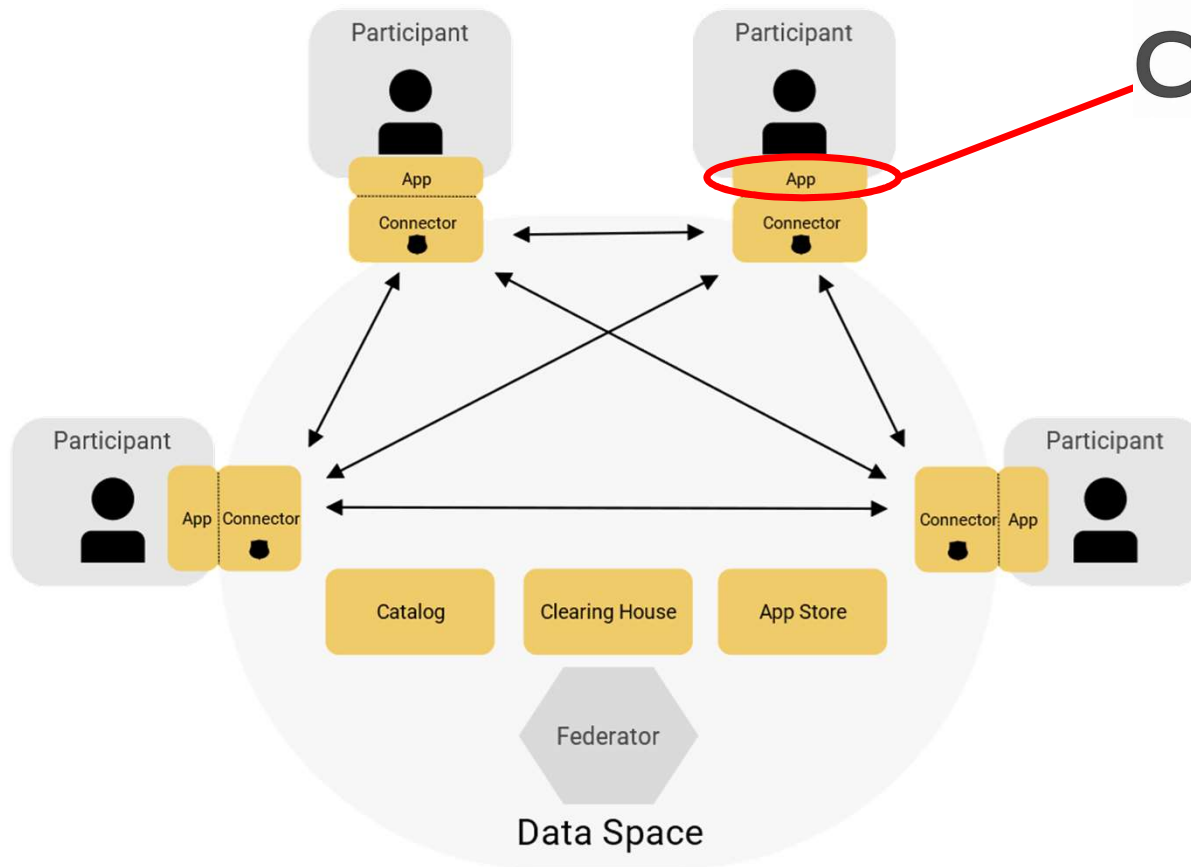 Participant
Participant
C
App
App
Connector
Connector
Participant
Participant
App
Connector
Connector
App
Catalog
Clearing House
App Store
Federator
Data Space